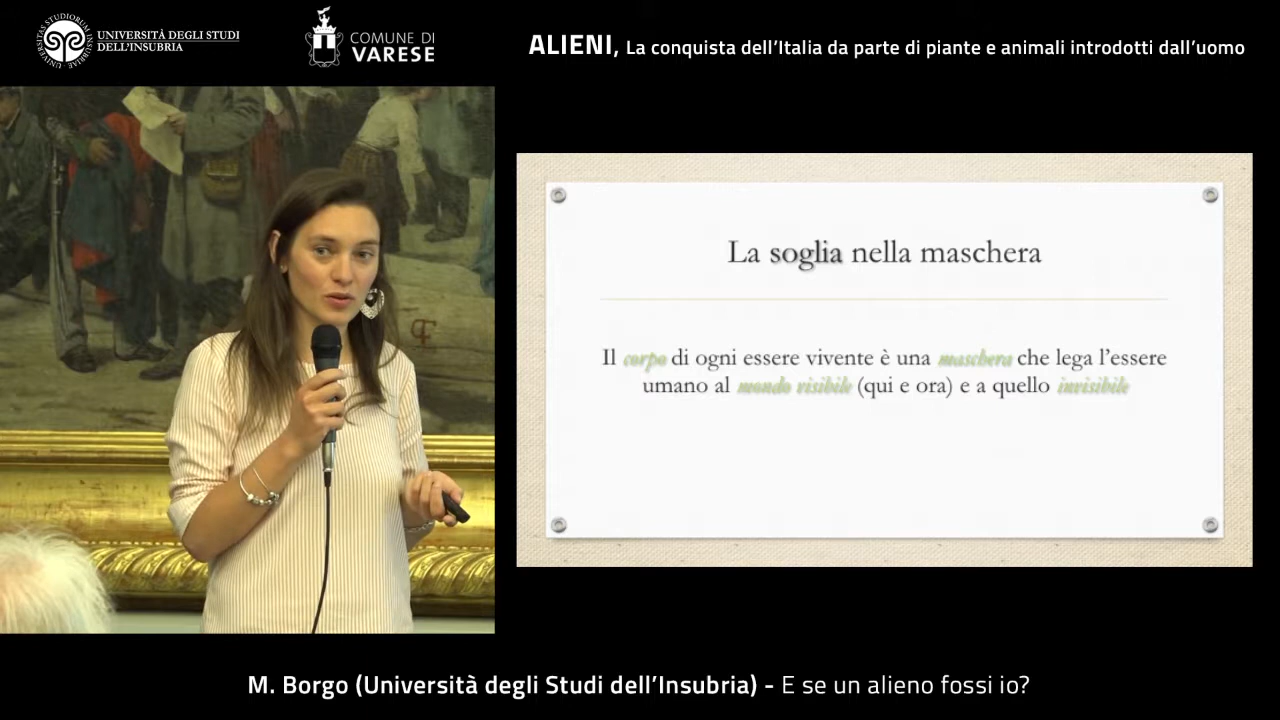 UNIVERSITÀ DEGLI STUDI
DELL'INSUBRIA
COMUNE DI
VARESE
ALIENI, La conquista dell'Italia da parte di piante e animali introdotti dall'uomo
La soglia nella maschera
Il corpo di ogni essere vivente è una maschera che lega l'essere
umano al mondo visibile (qui e ora) e a quello invisibile
M. Borgo (Università degli Studi dell'Insubria) - E se un alieno fossi io?